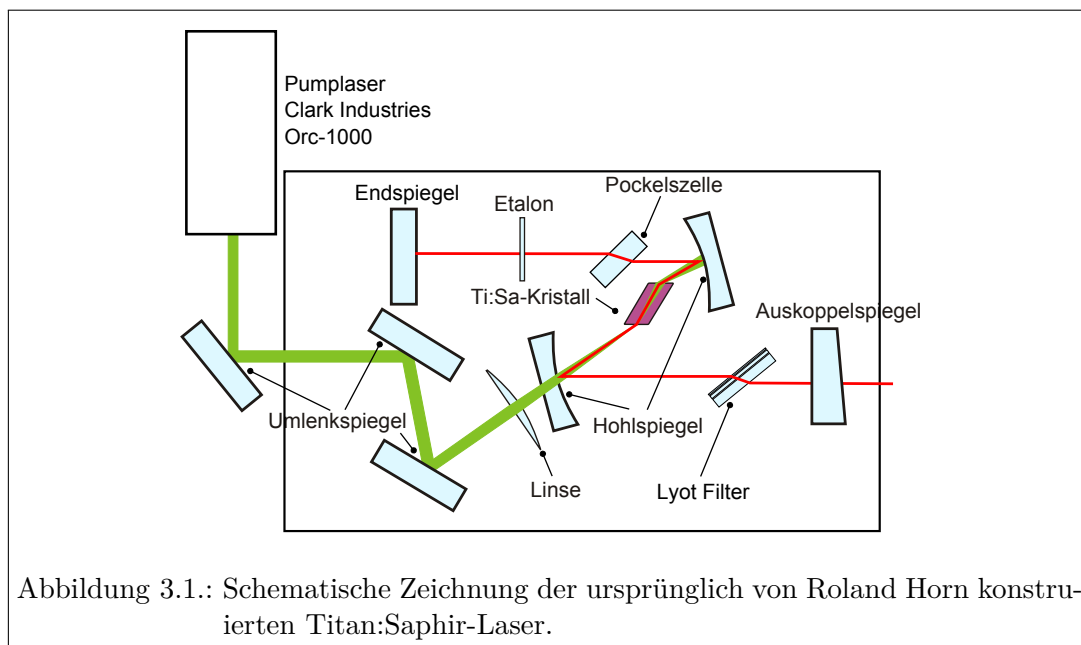 Pumplaser
Clark Industries
Orc-1000
Endspiegel
Etalon
Pockelszelle
Ti:Sa-Kristall
Auskoppelspiegel
Umlenkspiegel
Hohlspiegel
Linse
Lyot Filter
Abbildung 3.1.: Schematische Zeichnung der ursprünglich von Roland Horn konstru-
ierten Titan:Saphir-Laser.